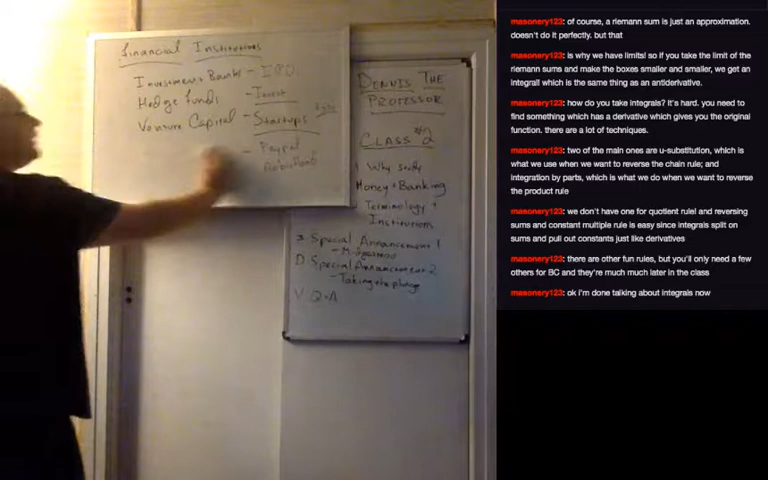 Financial Institutions
Investment Banks - IPO
Hedge funds - Invest
Venture Capital - Startups
- Paypal
DENNIS THE
PROFESSOR
CLASS #2
Why study
Money + Banking
Terminology +
Institutions
Special Announcement 1
Special Announcement 2
- Taking the plunge
V. Q+A
masonery123: of course, a riemann sum is just an approximation.
doesn't do it perfectly. but that
masonery123: is why we have limits! so if you take the limit of the
riemann sums and make the boxes smaller and smaller, we get an
integral! which is the same thing as an antiderivative.
masonery123: how do you take integrals? it's hard. you need to
find something which has a derivative which gives you the original
function. there are a lot of techniques.
masonery123: two of the main ones are u-substitution, which is
what we use when we want to reverse the chain rule; and
integration by parts, which is what we do when we want to reverse
the product rule
masonery123: we don't have one for quotient rule! and reversing
sums and constant multiple rule is easy since integrals split on
sums and pull out constants just like derivatives
masonery123: there are other fun rules, but you'll only need a few
others for BC and they're much much later in the class
masonery123: ok I'm done talking about integrals now